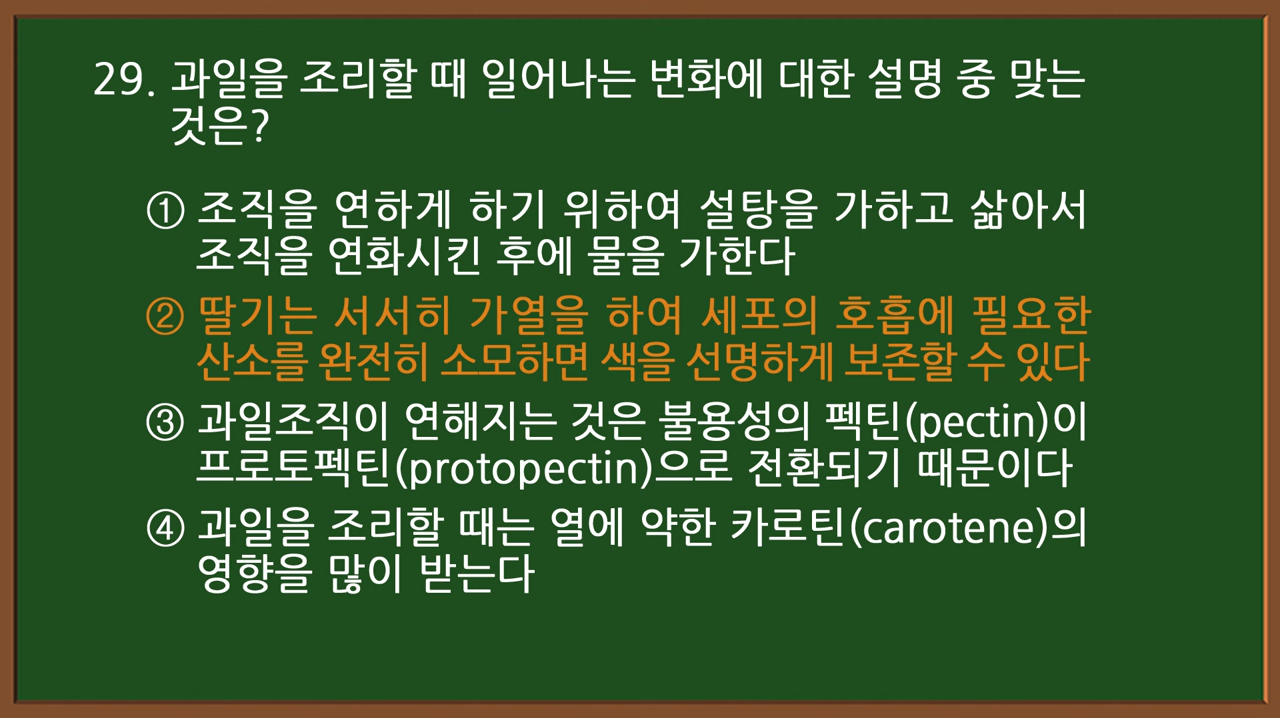 29. 과일을 조리할 때 일어나는 변화에 대한 설명 중 맞는
것은?
① 조직을 연하게 하기 위하여 설탕을 가하고 삶아서
조직을 연화시킨 후에 물을 가한다
② 딸기는 서서히 가열을 하여 세포의 호흡에 필요한
산소를 완전히 소모하면 색을 선명하게 보존할 수 있다
③ 과일조직이 연해지는 것은 불용성의 펙틴(pectin)이
프로토펙틴(protopectin)으로 전환되기 때문이다
④ 과일을 조리할 때는 열에 약한 카로틴(carotene)의
영향을 많이 받는다